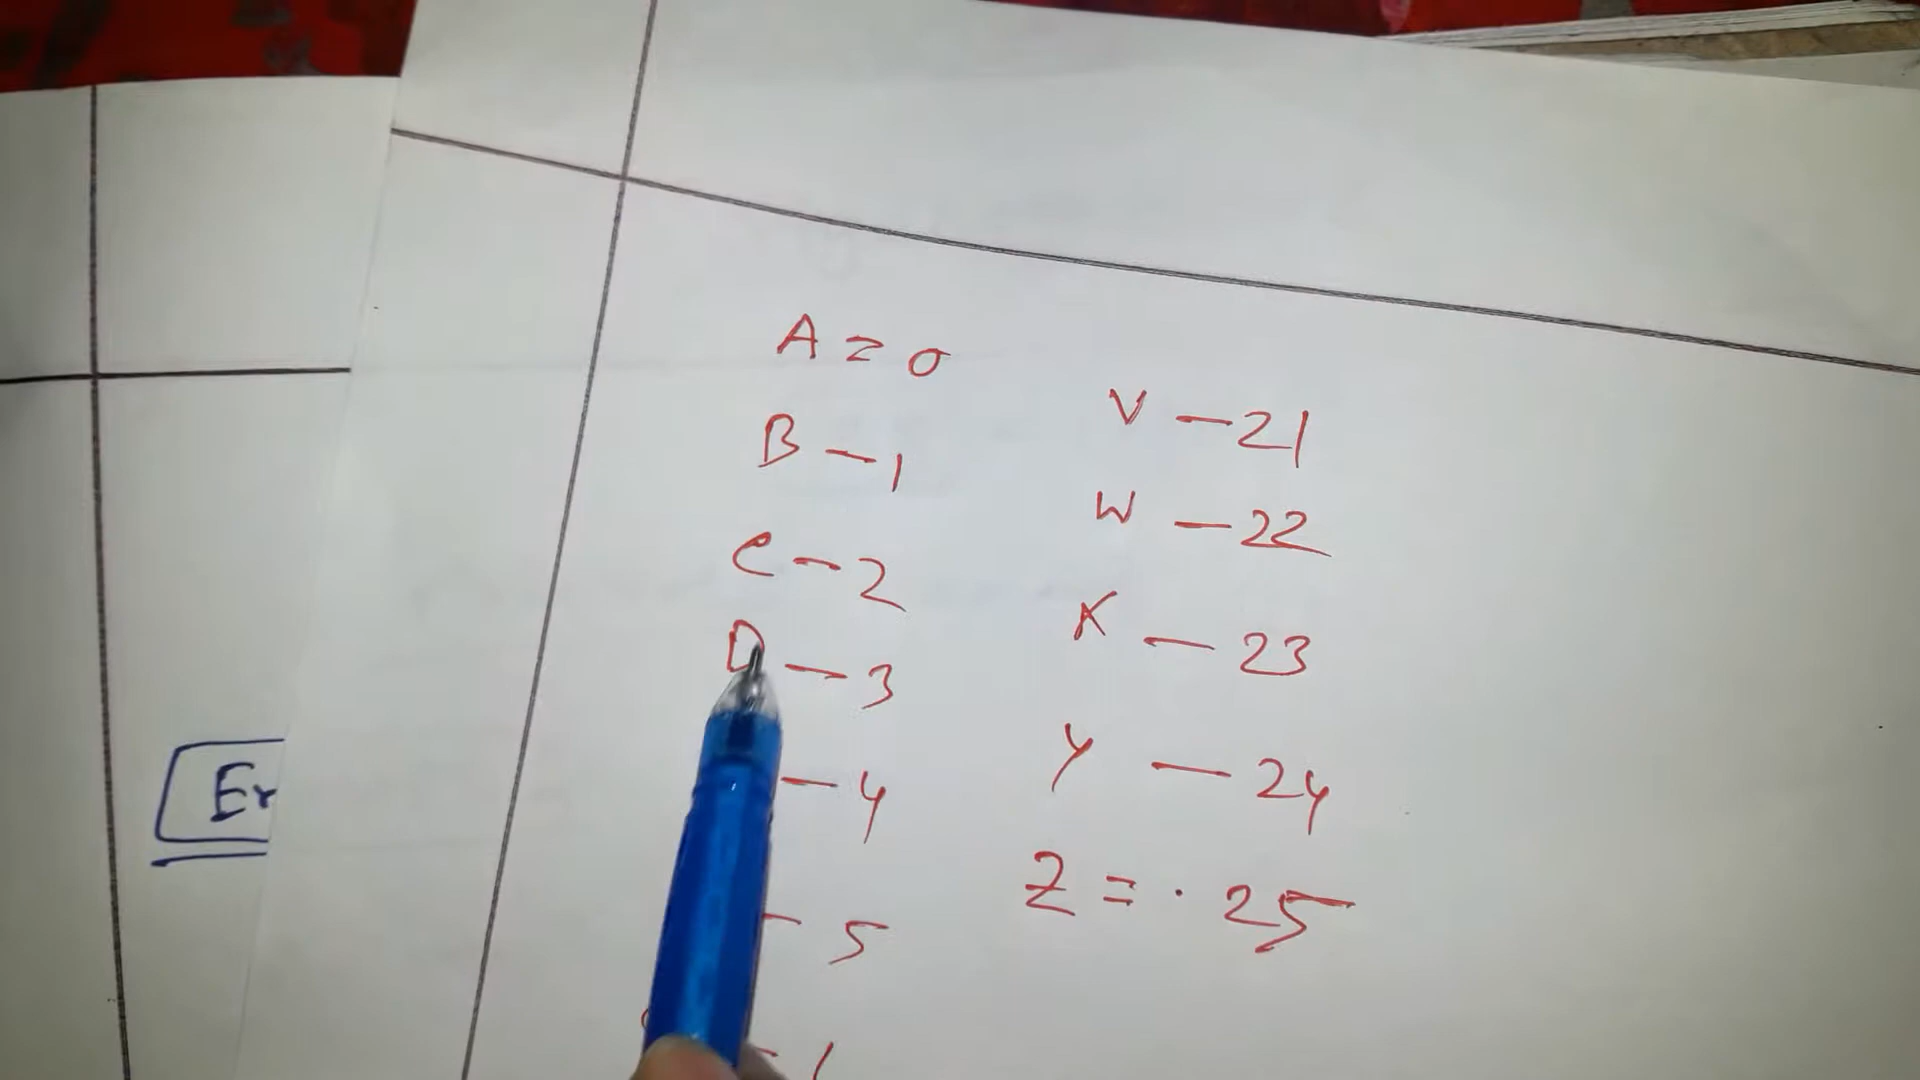 A = 0
B - 1
C - 2
D - 3
- 4
- 5
V - 21
W - 22
X - 23
Y - 24
Z = 25
Er